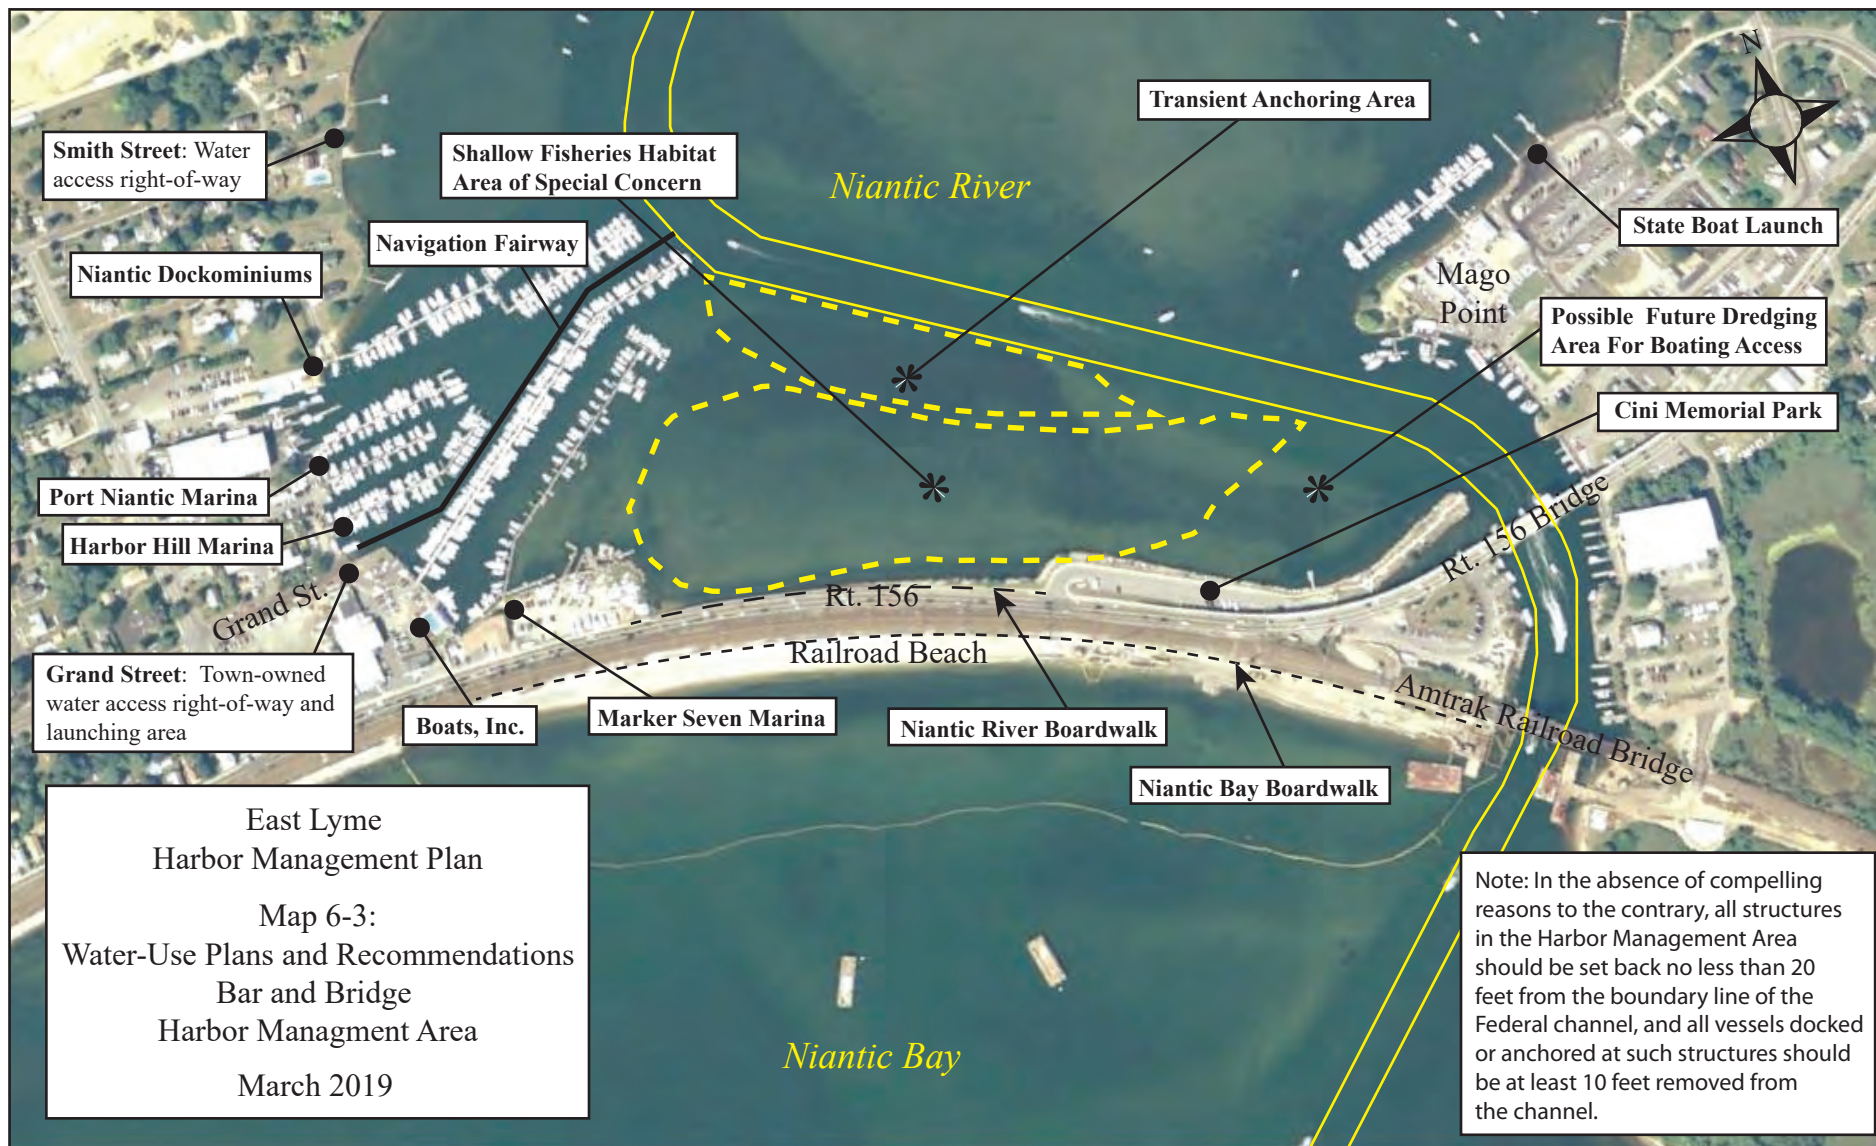 N
Transient Anchoring Area
Smith Street: Water
access right-of-way
Shallow Fisheries Habitat
Area of Special Concern
Niantic River
State Boat Launch
Navigation Fairway
Niantic Dockominiums
Mago
Point
Possible Future Dredging
Area For Boating Access
Cini Memorial Park
Port Niantic Marina
Harbor Hill Marina
Rt. 156 Bridge
Grand St.
Rt. 156
Railroad Beach
Grand Street: Town-owned
water access right-of-way and
launching area
Boats, Inc.
Marker Seven Marina
Niantic River Boardwalk
Amtrak Railroad Bridge
Niantic Bay Boardwalk
East Lyme
Harbor Management Plan
Map 6-3:
Water-Use Plans and Recommendations
Bar and Bridge
Harbor Managment Area
March 2019
Niantic Bay
Note: In the absence of compelling
reasons to the contrary, all structures
in the Harbor Management Area
should be set back no less than 20
feet from the boundary line of the
Federal channel, and all vessels docked
or anchored at such structures should
be at least 10 feet removed from
the channel.